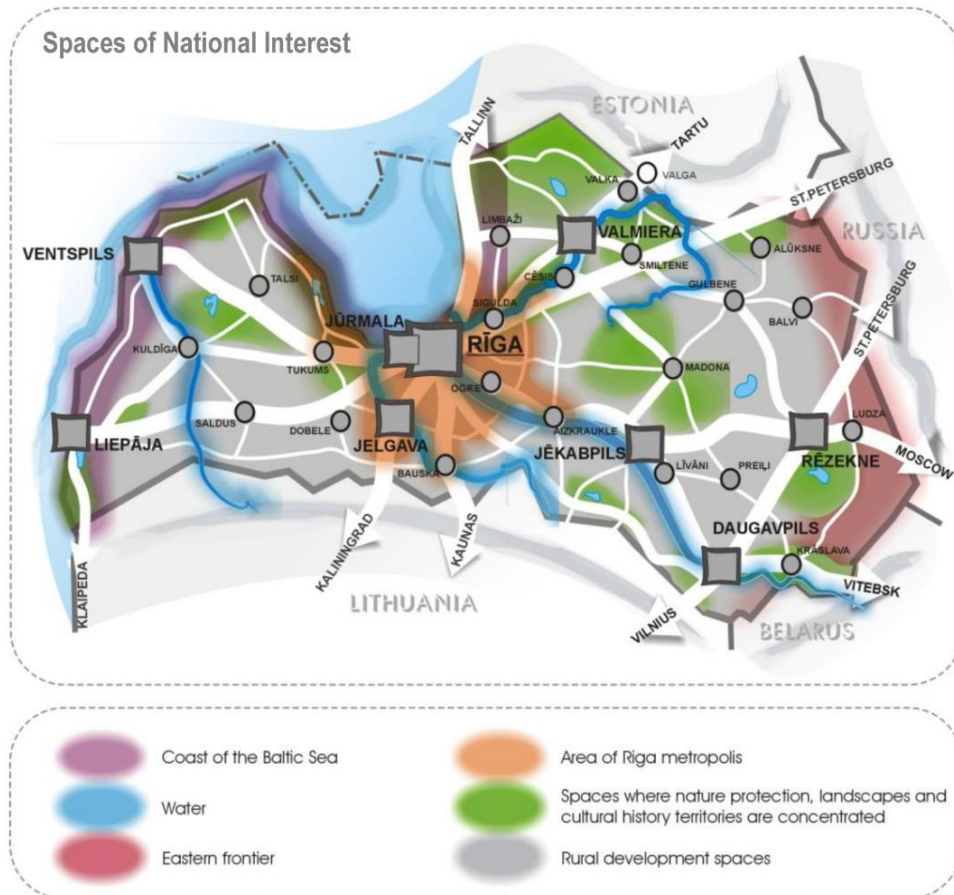 Spaces of National Interest
ESTONIA
TALLINN
TARTU
VALKA
VALGA
ST.PETERSBURG
LIMBAŽI
VALMIERA
RUSSIA
VENTSPILS
ALŪKSNE
SMILTENE
CĒSIS
TALSI
GULBENE
SIGULDA
BALVI
ST.PETERSBURG
JŪRMALA
RĪGA
KULDĪGA
TUKUMS
MADONA
OGRE
SALDUS
DOBELE
AIZKRAUKLE
LUDZA
LIEPĀJA
JELGAVA
JĒKABPILS
RĒZEKNE
MOSCOW
BAUSKA
LĪVĀNI
PREIĻI
KALININGRAD
KAUNAS
DAUGAVPILS
KRĀSLAVA
KLAIPEDA
VITEBSK
LITHUANIA
VILNIUS
BELARUS
Coast of the Baltic Sea
Water
Eastern frontier
Area of Riga metropolis
Spaces where nature protection, landscapes and
cultural history territories are concentrated
Rural development spaces